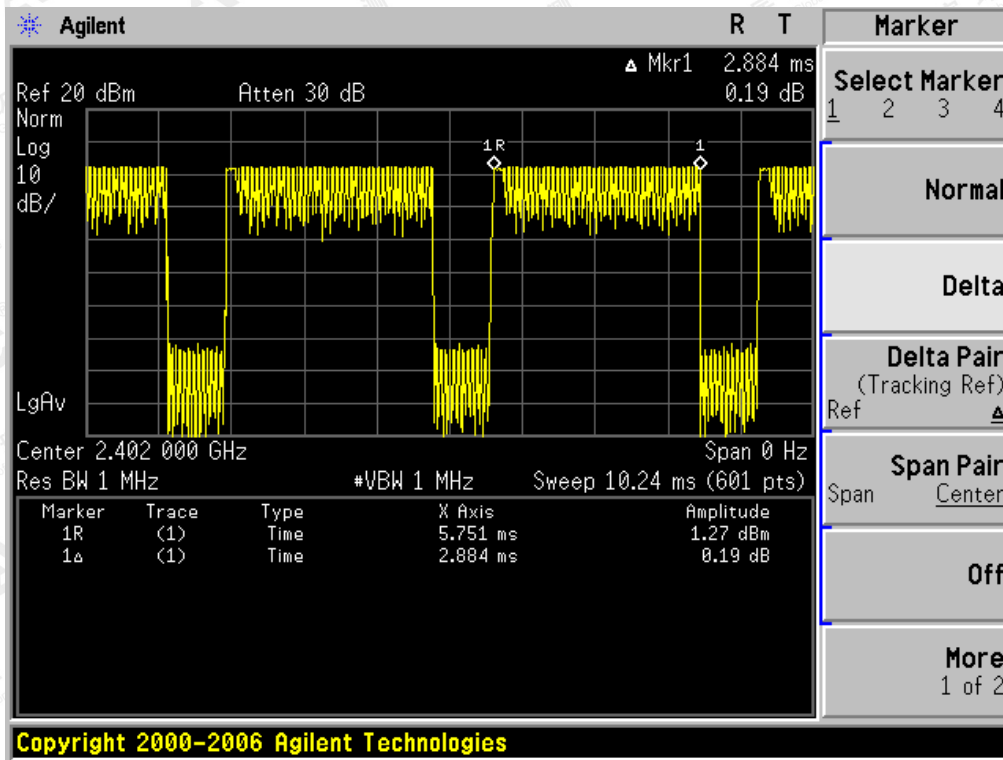 Agilent
R T
Marker
Δ Mkr1 2.884 ms
Ref 20 dBm Atten 30 dB 0.19 dB
Norm
Log
10
dB/
1R
1
LgAv
Center 2.402 000 GHz Span 0 Hz
Res BW 1 MHz #VBW 1 MHz Sweep 10.24 ms (601 pts)
Marker Trace Type X Axis Amplitude
1R (1) Time 5.751 ms 1.27 dBm
1Δ (1) Time 2.884 ms 0.19 dB
Select Marker
1 2 3 4
Normal
Delta
Delta Pair
(Tracking Ref)
Ref Δ
Span Pair
Span Center
Off
More
1 of 2
Copyright 2000-2006 Agilent Technologies